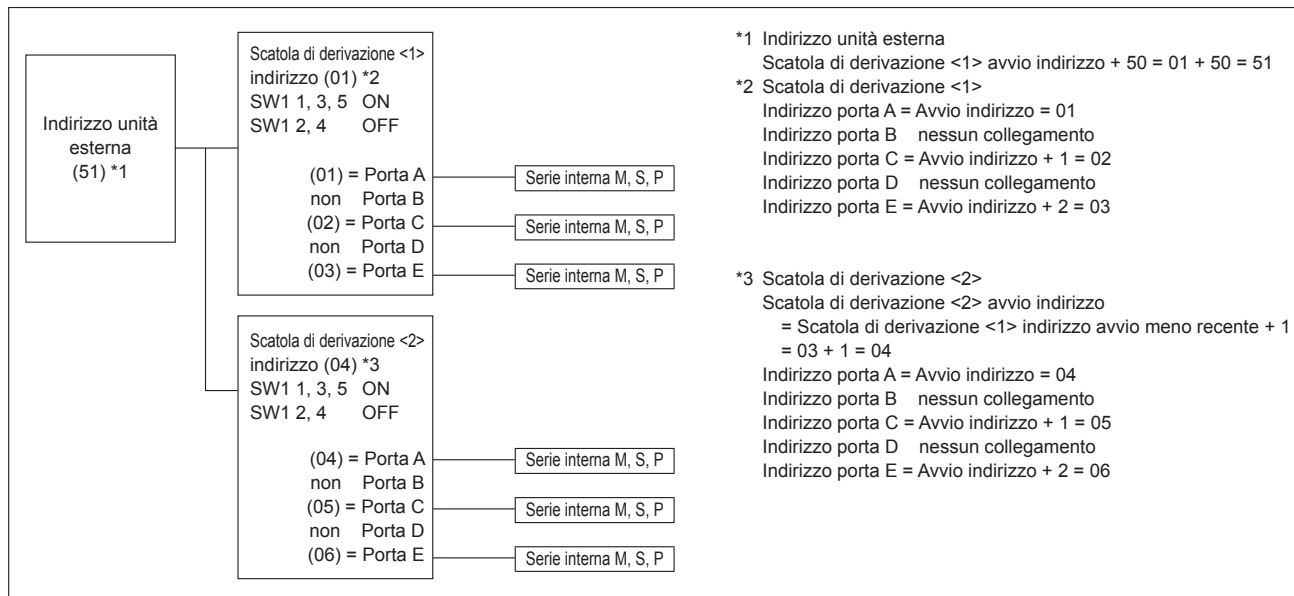 Indirizzo unità
esterna
(51) *1
Scatola di derivazione <1>
indirizzo (01) *2
SW1 1, 3, 5 ON
SW1 2, 4 OFF
(01) = Porta A
non Porta B
(02) = Porta C
non Porta D
(03) = Porta E
Serie interna M, S, P
Serie interna M, S, P
Serie interna M, S, P
Scatola di derivazione <2>
indirizzo (04) *3
SW1 1, 3, 5 ON
SW1 2, 4 OFF
(04) = Porta A
non Porta B
(05) = Porta C
non Porta D
(06) = Porta E
Serie interna M, S, P
Serie interna M, S, P
Serie interna M, S, P
*1 Indirizzo unità esterna
Scatola di derivazione <1> avvio indirizzo + 50 = 01 + 50 = 51
*2 Scatola di derivazione <1>
Indirizzo porta A = Avvio indirizzo = 01
Indirizzo porta B nessun collegamento
Indirizzo porta C = Avvio indirizzo + 1 = 02
Indirizzo porta D nessun collegamento
Indirizzo porta E = Avvio indirizzo + 2 = 03
*3 Scatola di derivazione <2>
Scatola di derivazione <2> avvio indirizzo
= Scatola di derivazione <1> indirizzo avvio meno recente + 1
= 03 + 1 = 04
Indirizzo porta A = Avvio indirizzo = 04
Indirizzo porta B nessun collegamento
Indirizzo porta C = Avvio indirizzo + 1 = 05
Indirizzo porta D nessun collegamento
Indirizzo porta E = Avvio indirizzo + 2 = 06